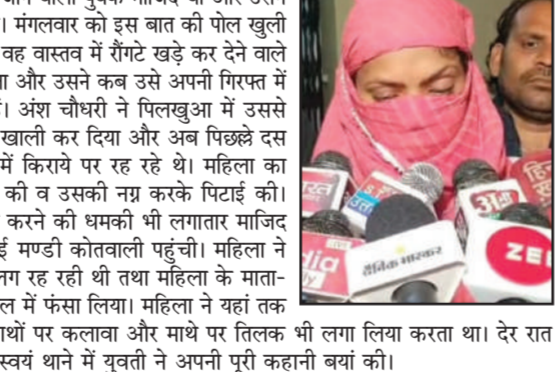 मंगलवार को इस बात की पोल खुली
वह वास्तव में रौंगटे खड़े कर देने वाले
और उसने कब उसे अपनी गिरफ्त में
अंश चौधरी ने पिलखुआ में उससे
खाली कर दिया और अब पिछले दस
में किराये पर रह रहे थे। महिला का
की व उसकी नग्न करके पिटाई की।
करने की धमकी भी लगातार माजिद
मण्डी कोतवाली पहुंची। महिला ने
रह रही थी तथा महिला के माता-
में फंसा लिया। महिला ने यहां तक
पर कलावा और माथे पर तिलक भी लगा लिया करता था। देर रात
स्वयं थाने में युवती ने अपनी पूरी कहानी बयां की।
दैनिक भास्कर
ZE